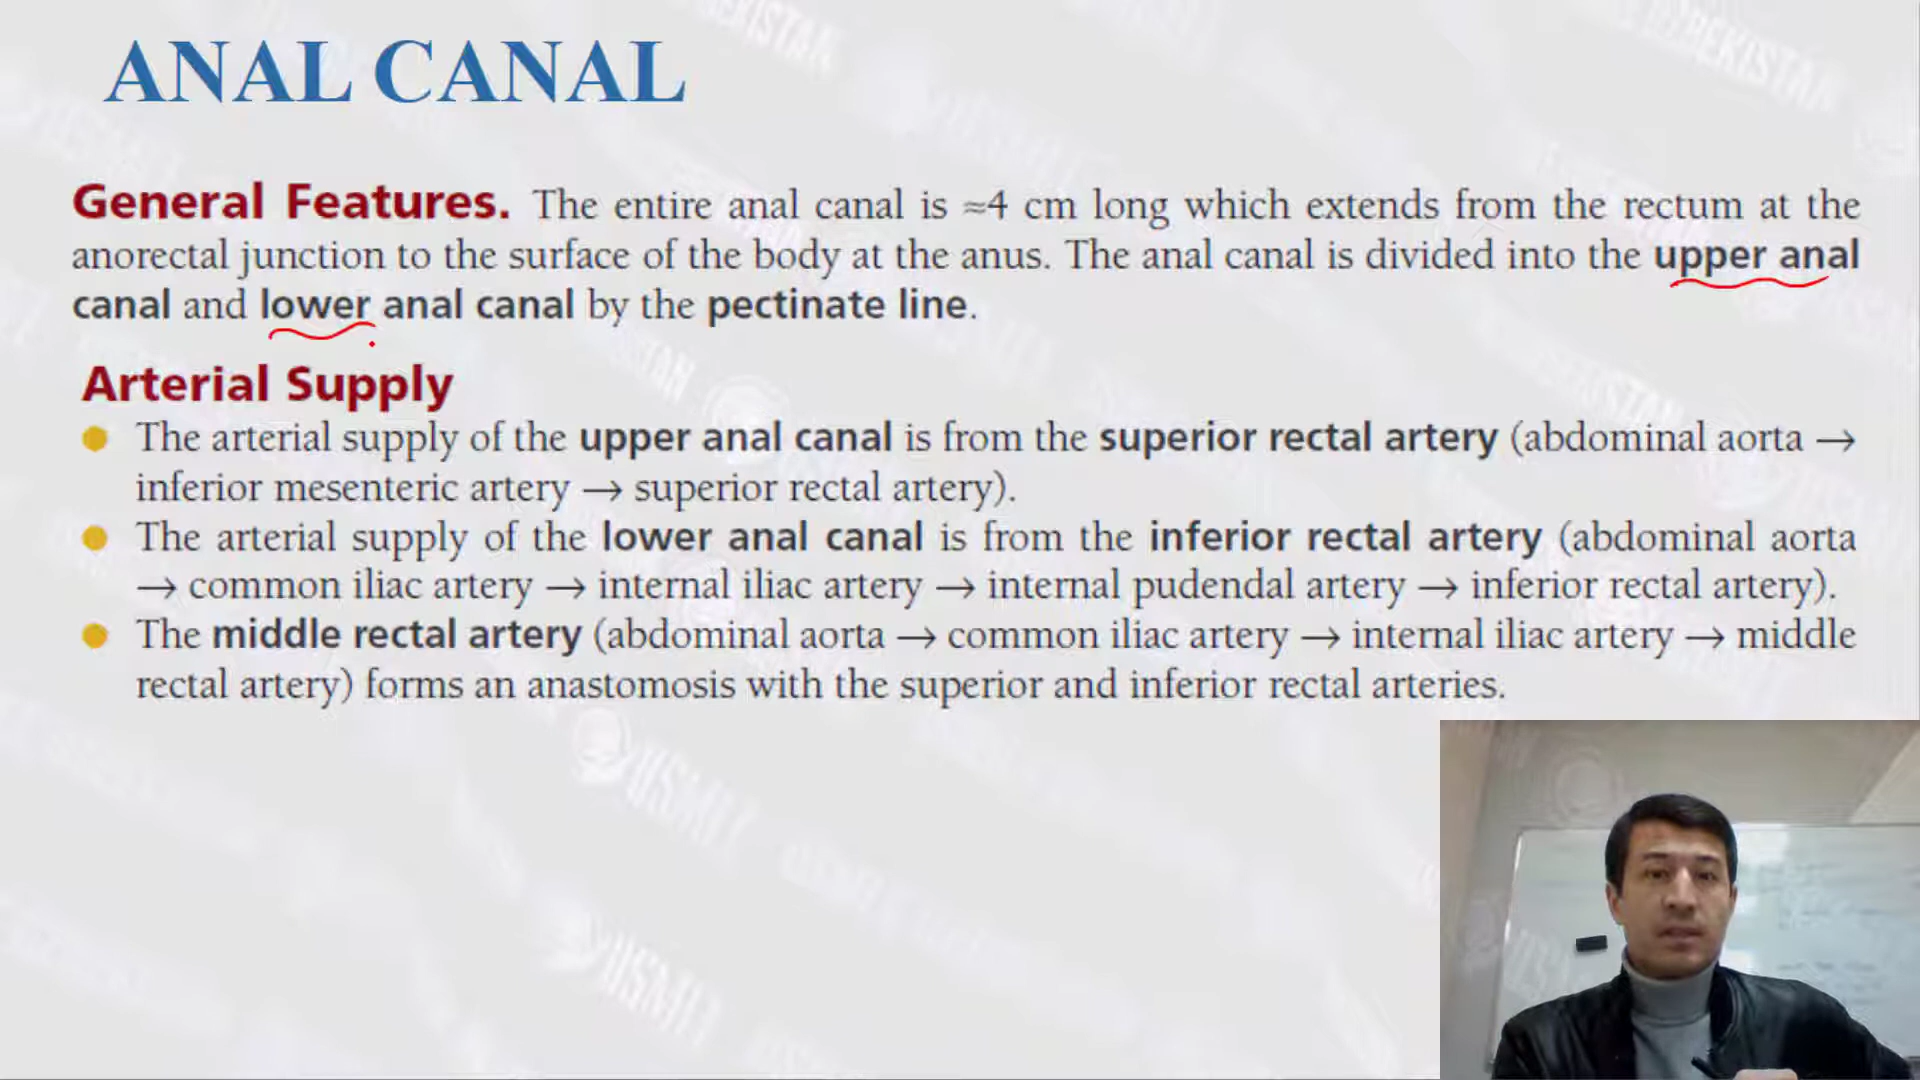 ANAL CANAL
General Features. The entire anal canal is ≈4 cm long which extends from the rectum at the
anorectal junction to the surface of the body at the anus. The anal canal is divided into the upper anal
canal and lower anal canal by the pectinate line.
Arterial Supply
The arterial supply of the upper anal canal is from the superior rectal artery (abdominal aorta →
inferior mesenteric artery → superior rectal artery).
The arterial supply of the lower anal canal is from the inferior rectal artery (abdominal aorta
→ common iliac artery → internal iliac artery → internal pudendal artery → inferior rectal artery).
The middle rectal artery (abdominal aorta → common iliac artery → internal iliac artery → middle
rectal artery) forms an anastomosis with the superior and inferior rectal arteries.